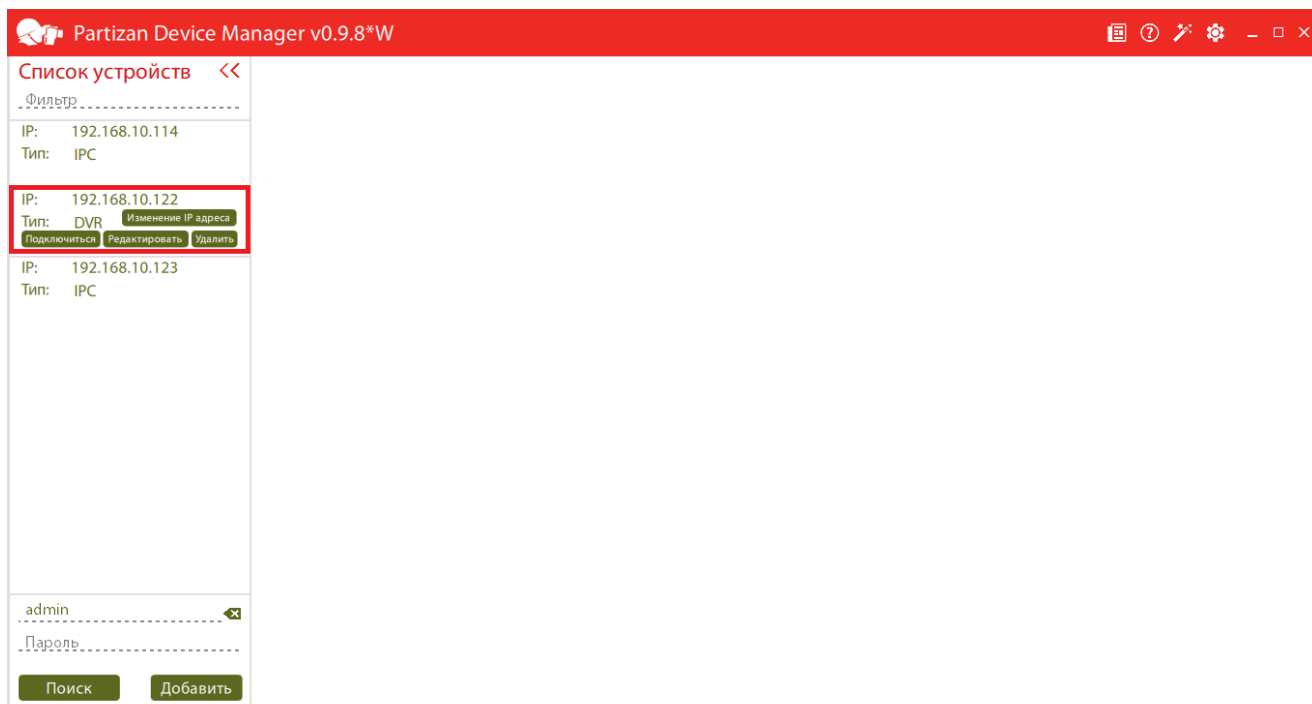 Partizan Device Manager v0.9.8*W
Список устройств <<
Фильтр
IP: 192.168.10.114
Тип: IPC
IP: 192.168.10.122
Тип: DVR Изменение IP адреса
Подключиться Редактировать Удалить
IP: 192.168.10.123
Тип: IPC
admin
Пароль
Поиск Добавить